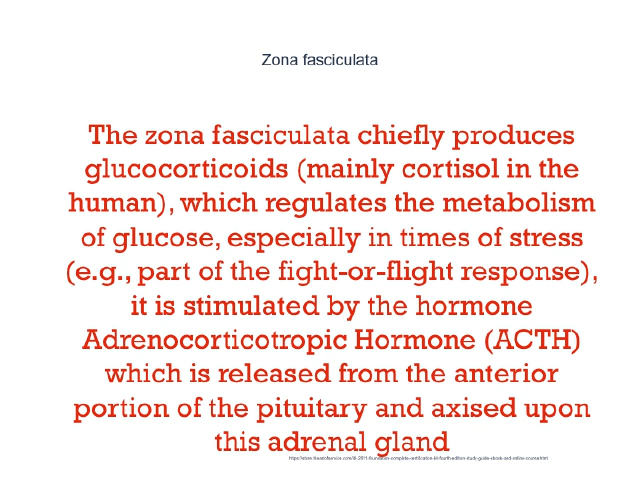 Zona fasciculata
The zona fasciculata chiefly produces
glucocorticoids (mainly cortisol in the
human), which regulates the metabolism
of glucose, especially in times of stress
(e.g., part of the fight-or-flight response),
it is stimulated by the hormone
Adrenocorticotropic Hormone (ACTH)
which is released from the anterior
portion of the pituitary and axised upon
this adrenal gland